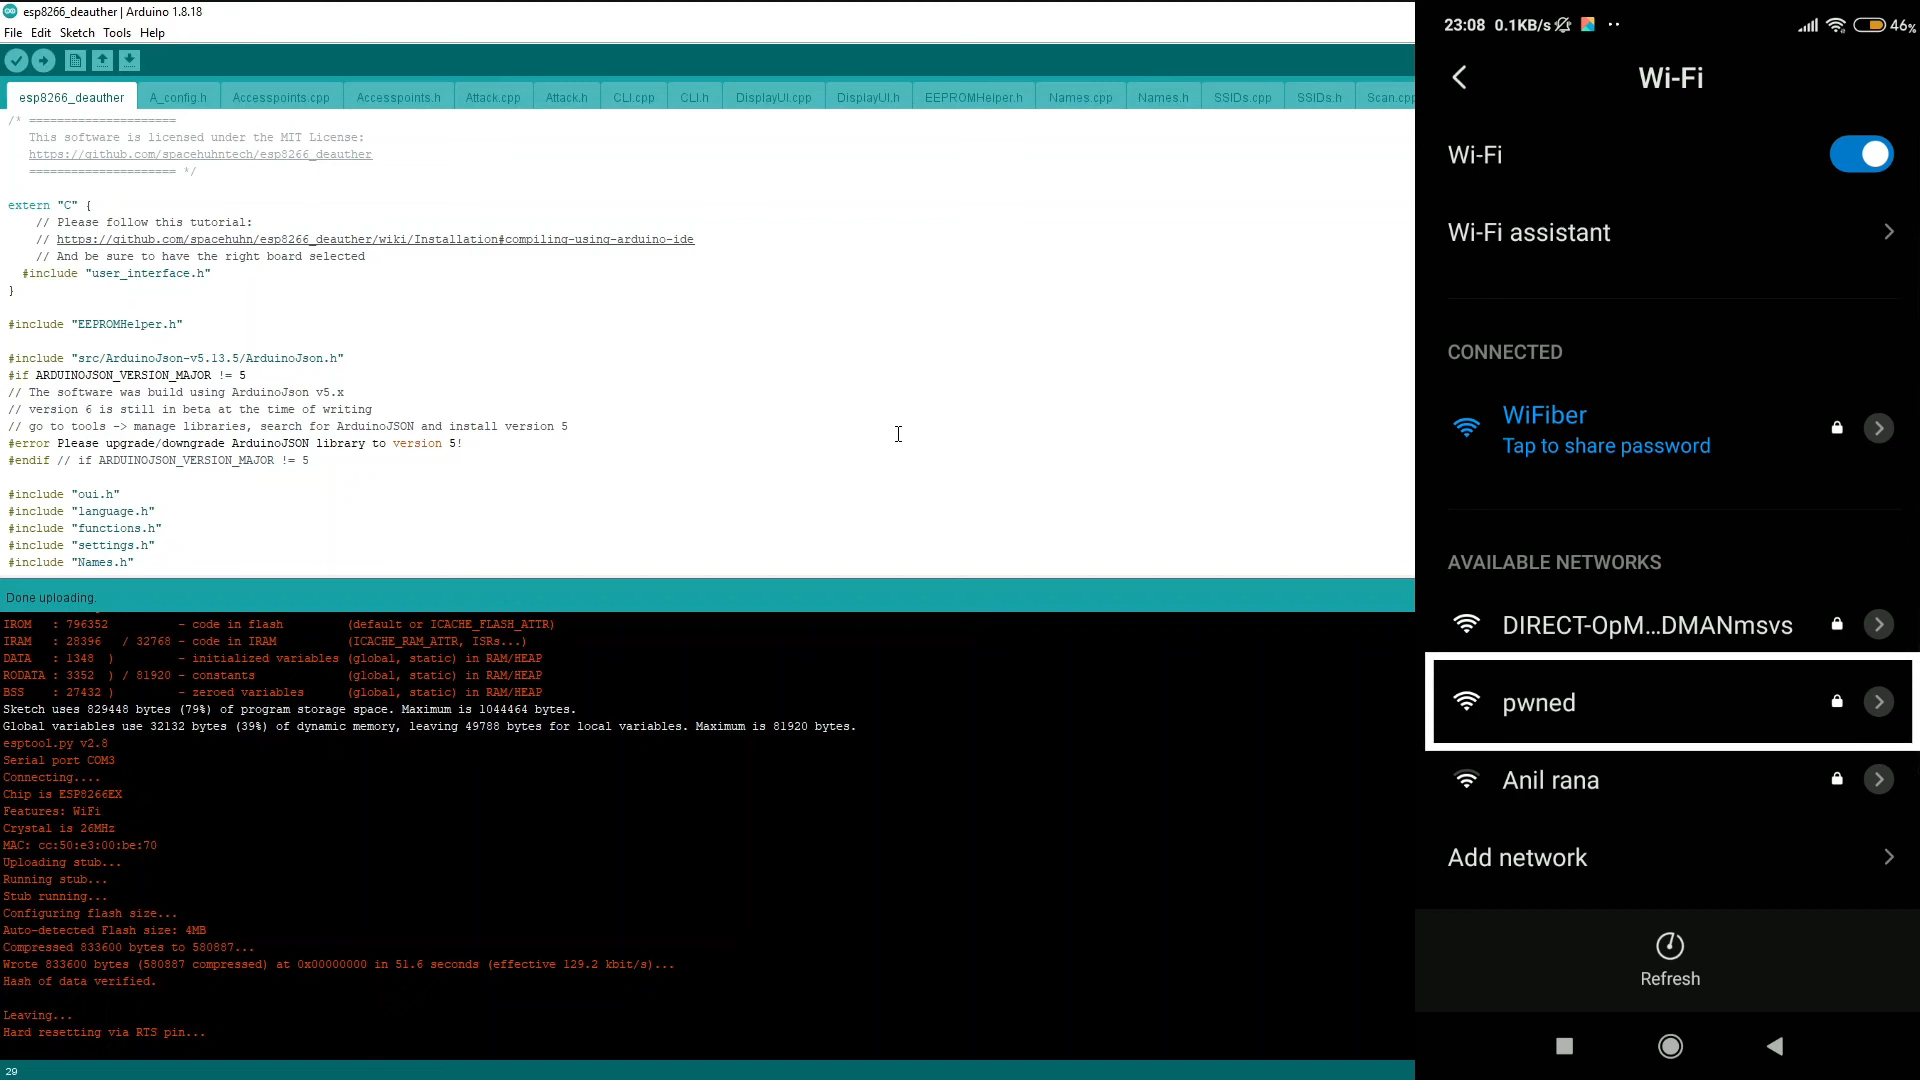 esp8266_deauther | Arduino 1.8.18
File Edit Sketch Tools Help
esp8266_deauther A_config.h Accesspoints.cpp Accesspoints.h Attack.cpp Attack.h CLI.cpp CLI.h DisplayUI.cpp DisplayUI.h EEPROMHelper.h Names.cpp Names.h SSIDs.cpp SSIDs.h Scan.cpp
/* =====================
This software is licensed under the MIT License:
https://github.com/spacehuhntech/esp8266_deauther
===================== */
extern "C" {
// Please follow this tutorial:
// https://github.com/spacehuhn/esp8266_deauther/wiki/Installation#compiling-using-arduino-ide
// And be sure to have the right board selected
#include "user_interface.h"
}
#include "EEPROMHelper.h"
#include "src/ArduinoJson-v5.13.5/ArduinoJson.h"
#if ARDUINOJSON_VERSION_MAJOR != 5
// The software was build using ArduinoJson v5.x
// version 6 is still in beta at the time of writing
// go to tools -> manage libraries, search for ArduinoJSON and install version 5
#error Please upgrade/downgrade ArduinoJSON library to version 5!
#endif // if ARDUINOJSON_VERSION_MAJOR != 5
#include "oui.h"
#include "language.h"
#include "functions.h"
#include "settings.h"
#include "Names.h"
Done uploading.
IROM : 796352 - code in flash (default or ICACHE_FLASH_ATTR)
IRAM : 28396 / 32768 - code in IRAM (ICACHE_RAM_ATTR, ISRs...)
DATA : 1348 ) - initialized variables (global, static) in RAM/HEAP
RODATA : 3352 ) / 81920 - constants (global, static) in RAM/HEAP
BSS : 27432 ) - zeroed variables (global, static) in RAM/HEAP
Sketch uses 829448 bytes (79%) of program storage space. Maximum is 1044464 bytes.
Global variables use 32132 bytes (39%) of dynamic memory, leaving 49788 bytes for local variables. Maximum is 81920 bytes.
esptool.py v2.8
Serial port COM3
Connecting....
Chip is ESP8266EX
Features: WiFi
Crystal is 26MHz
MAC: cc:50:e3:00:be:70
Uploading stub...
Running stub...
Stub running...
Configuring flash size...
Auto-detected Flash size: 4MB
Compressed 833600 bytes to 580887...
Wrote 833600 bytes (580887 compressed) at 0x00000000 in 51.6 seconds (effective 129.2 kbit/s)...
Hash of data verified.
Leaving...
Hard resetting via RTS pin...
29
23:08 0.1KB/s 46%
Wi-Fi
Wi-Fi
Wi-Fi assistant
CONNECTED
WiFiber
Tap to share password
AVAILABLE NETWORKS
DIRECT-OpM...DMANmsvs
pwned
Anil rana
Add network
Refresh